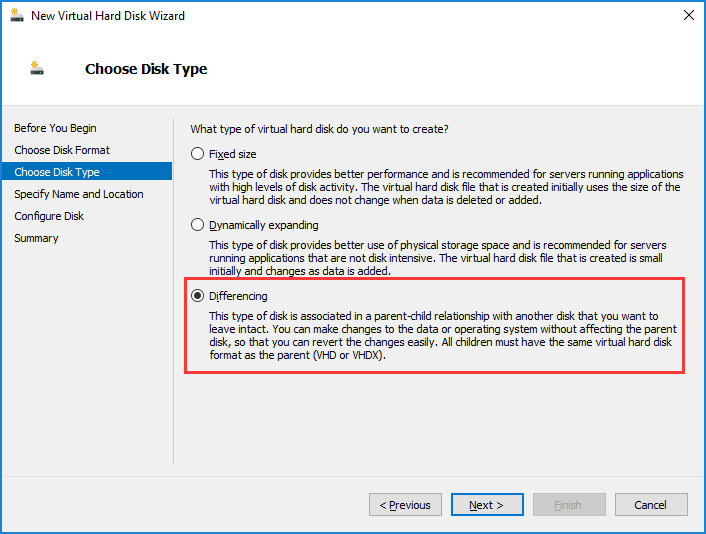 New Virtual Hard Disk Wizard
Choose Disk Type
Before You Begin
Choose Disk Format
Choose Disk Type
Specify Name and Location
Configure Disk
Summary
What type of virtual hard disk do you want to create?
Fixed size
This type of disk provides better performance and is recommended for servers running applications
with high levels of disk activity. The virtual hard disk file that is created initially uses the size of the
virtual hard disk and does not change when data is deleted or added.
Dynamically expanding
This type of disk provides better use of physical storage space and is recommended for servers
running applications that are not disk intensive. The virtual hard disk file that is created is small
initially and changes as data is added.
Differencing
This type of disk is associated in a parent-child relationship with another disk that you want to
leave intact. You can make changes to the data or operating system without affecting the parent
disk, so that you can revert the changes easily. All children must have the same virtual hard disk
format as the parent (VHD or VHDX).
< Previous
Next >
Finish
Cancel